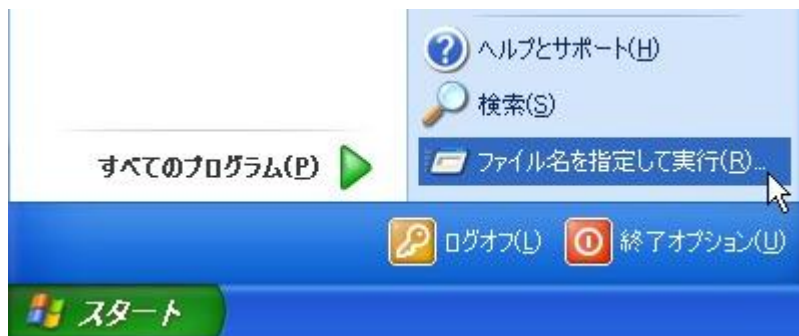 ヘルプとサポート(H)
検索(S)
すべてのプログラム(P)
ファイル名を指定して実行(R)...
ログオフ(L)
終了オプション(U)
スタート